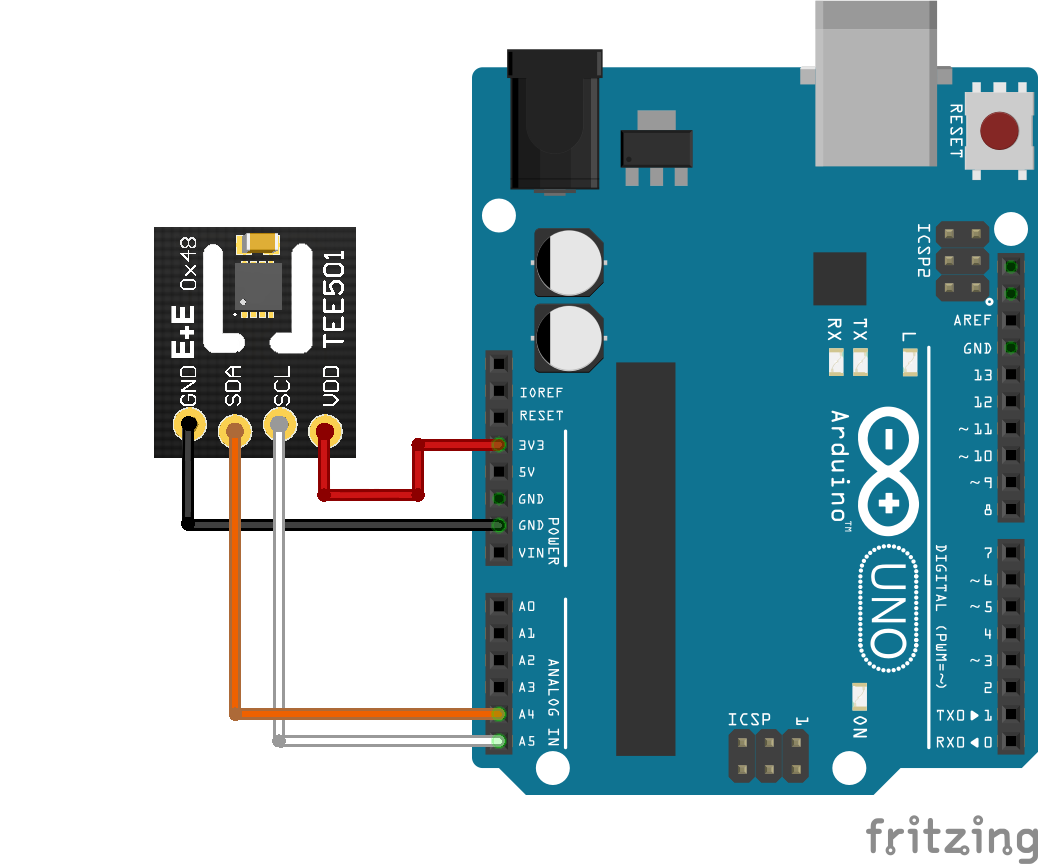 E+E 0x48
TEE501
GND
SDA
SCL
VDD
RESET
ICSP2
IOREF
RESET
3V3
5V
GND
GND
VIN
POWER
A0
A1
A2
A3
A4
A5
ANALOG IN
RX
TX
L
Arduino™
UNO
ON
ICSP
1
AREF
GND
13
12
~11
~10
~9
8
7
~6
~5
4
~3
2
TX0▶1
RX0◀0
DIGITAL (PWM=~)
fritzing